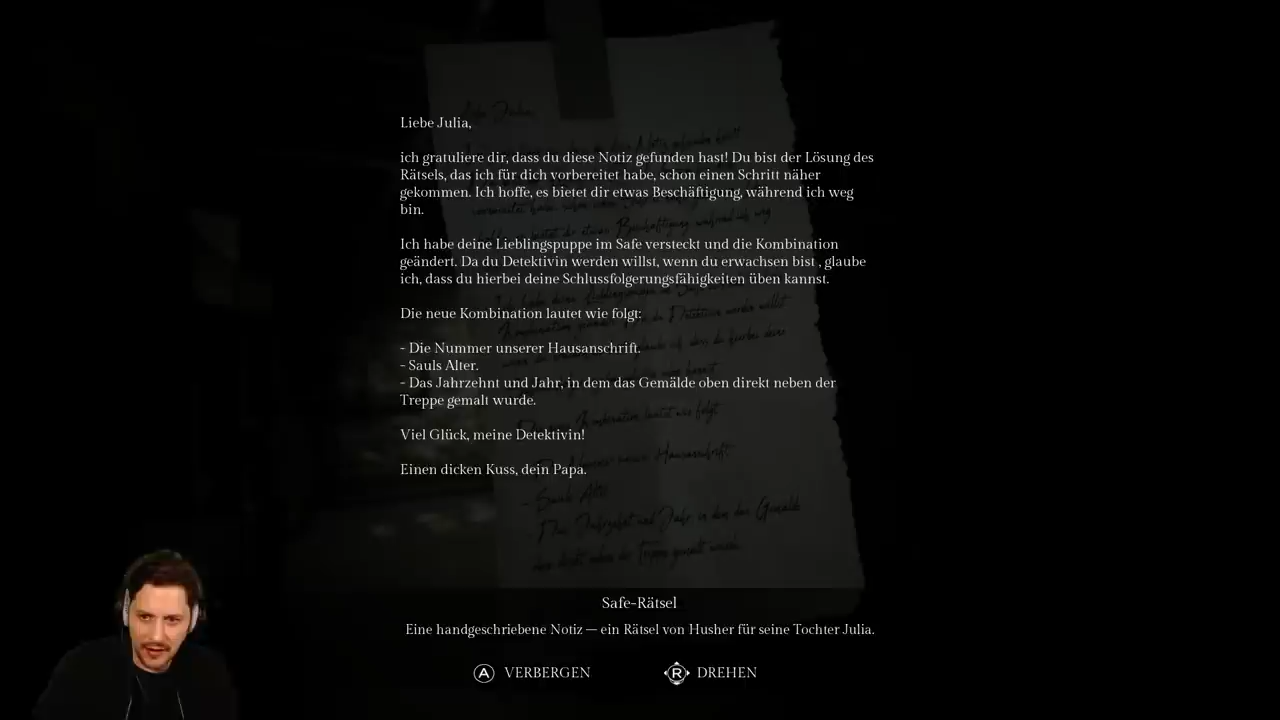 Liebe Julia,
ich gratuliere dir, dass du diese Notiz gefunden hast! Du bist der Lösung des
Rätsels, das ich für dich vorbereitet habe, schon einen Schritt näher
gekommen. Ich hoffe, es bietet dir etwas Beschäftigung, während ich weg
bin.
Ich habe deine Lieblingspuppe im Safe versteckt und die Kombination
geändert. Da du Detektivin werden willst, wenn du erwachsen bist , glaube
ich, dass du hierbei deine Schlussfolgerungsfähigkeiten üben kannst.
Die neue Kombination lautet wie folgt:
- Die Nummer unserer Hausanschrift.
- Sauls Alter.
- Das Jahrzehnt und Jahr, in dem das Gemälde oben direkt neben der
Treppe gemalt wurde.
Viel Glück, meine Detektivin!
Einen dicken Kuss, dein Papa.
Safe-Rätsel
Eine handgeschriebene Notiz — ein Rätsel von Husher für seine Tochter Julia.
A VERBERGEN R DREHEN